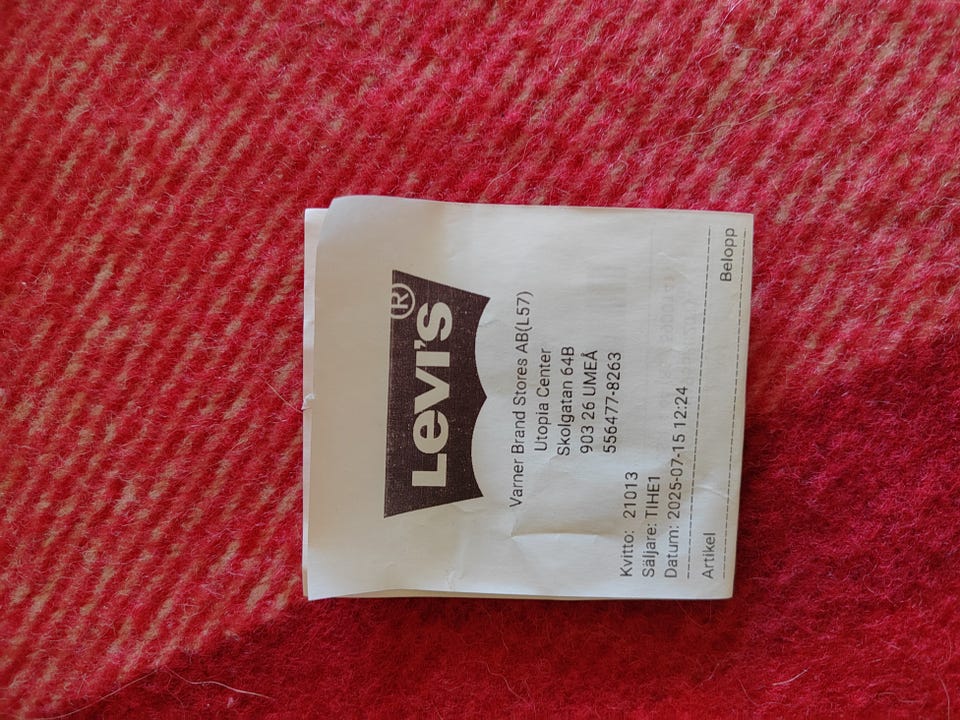 Levi's®
Varner Brand Stores AB(L57)
Utopia Center
Skolgatan 64B
903 26 UMEÅ
556477-8263
Kvitto: 21013
Säljare: TIHE1
Datum: 2025-07-15 12:24
Artikel Belopp